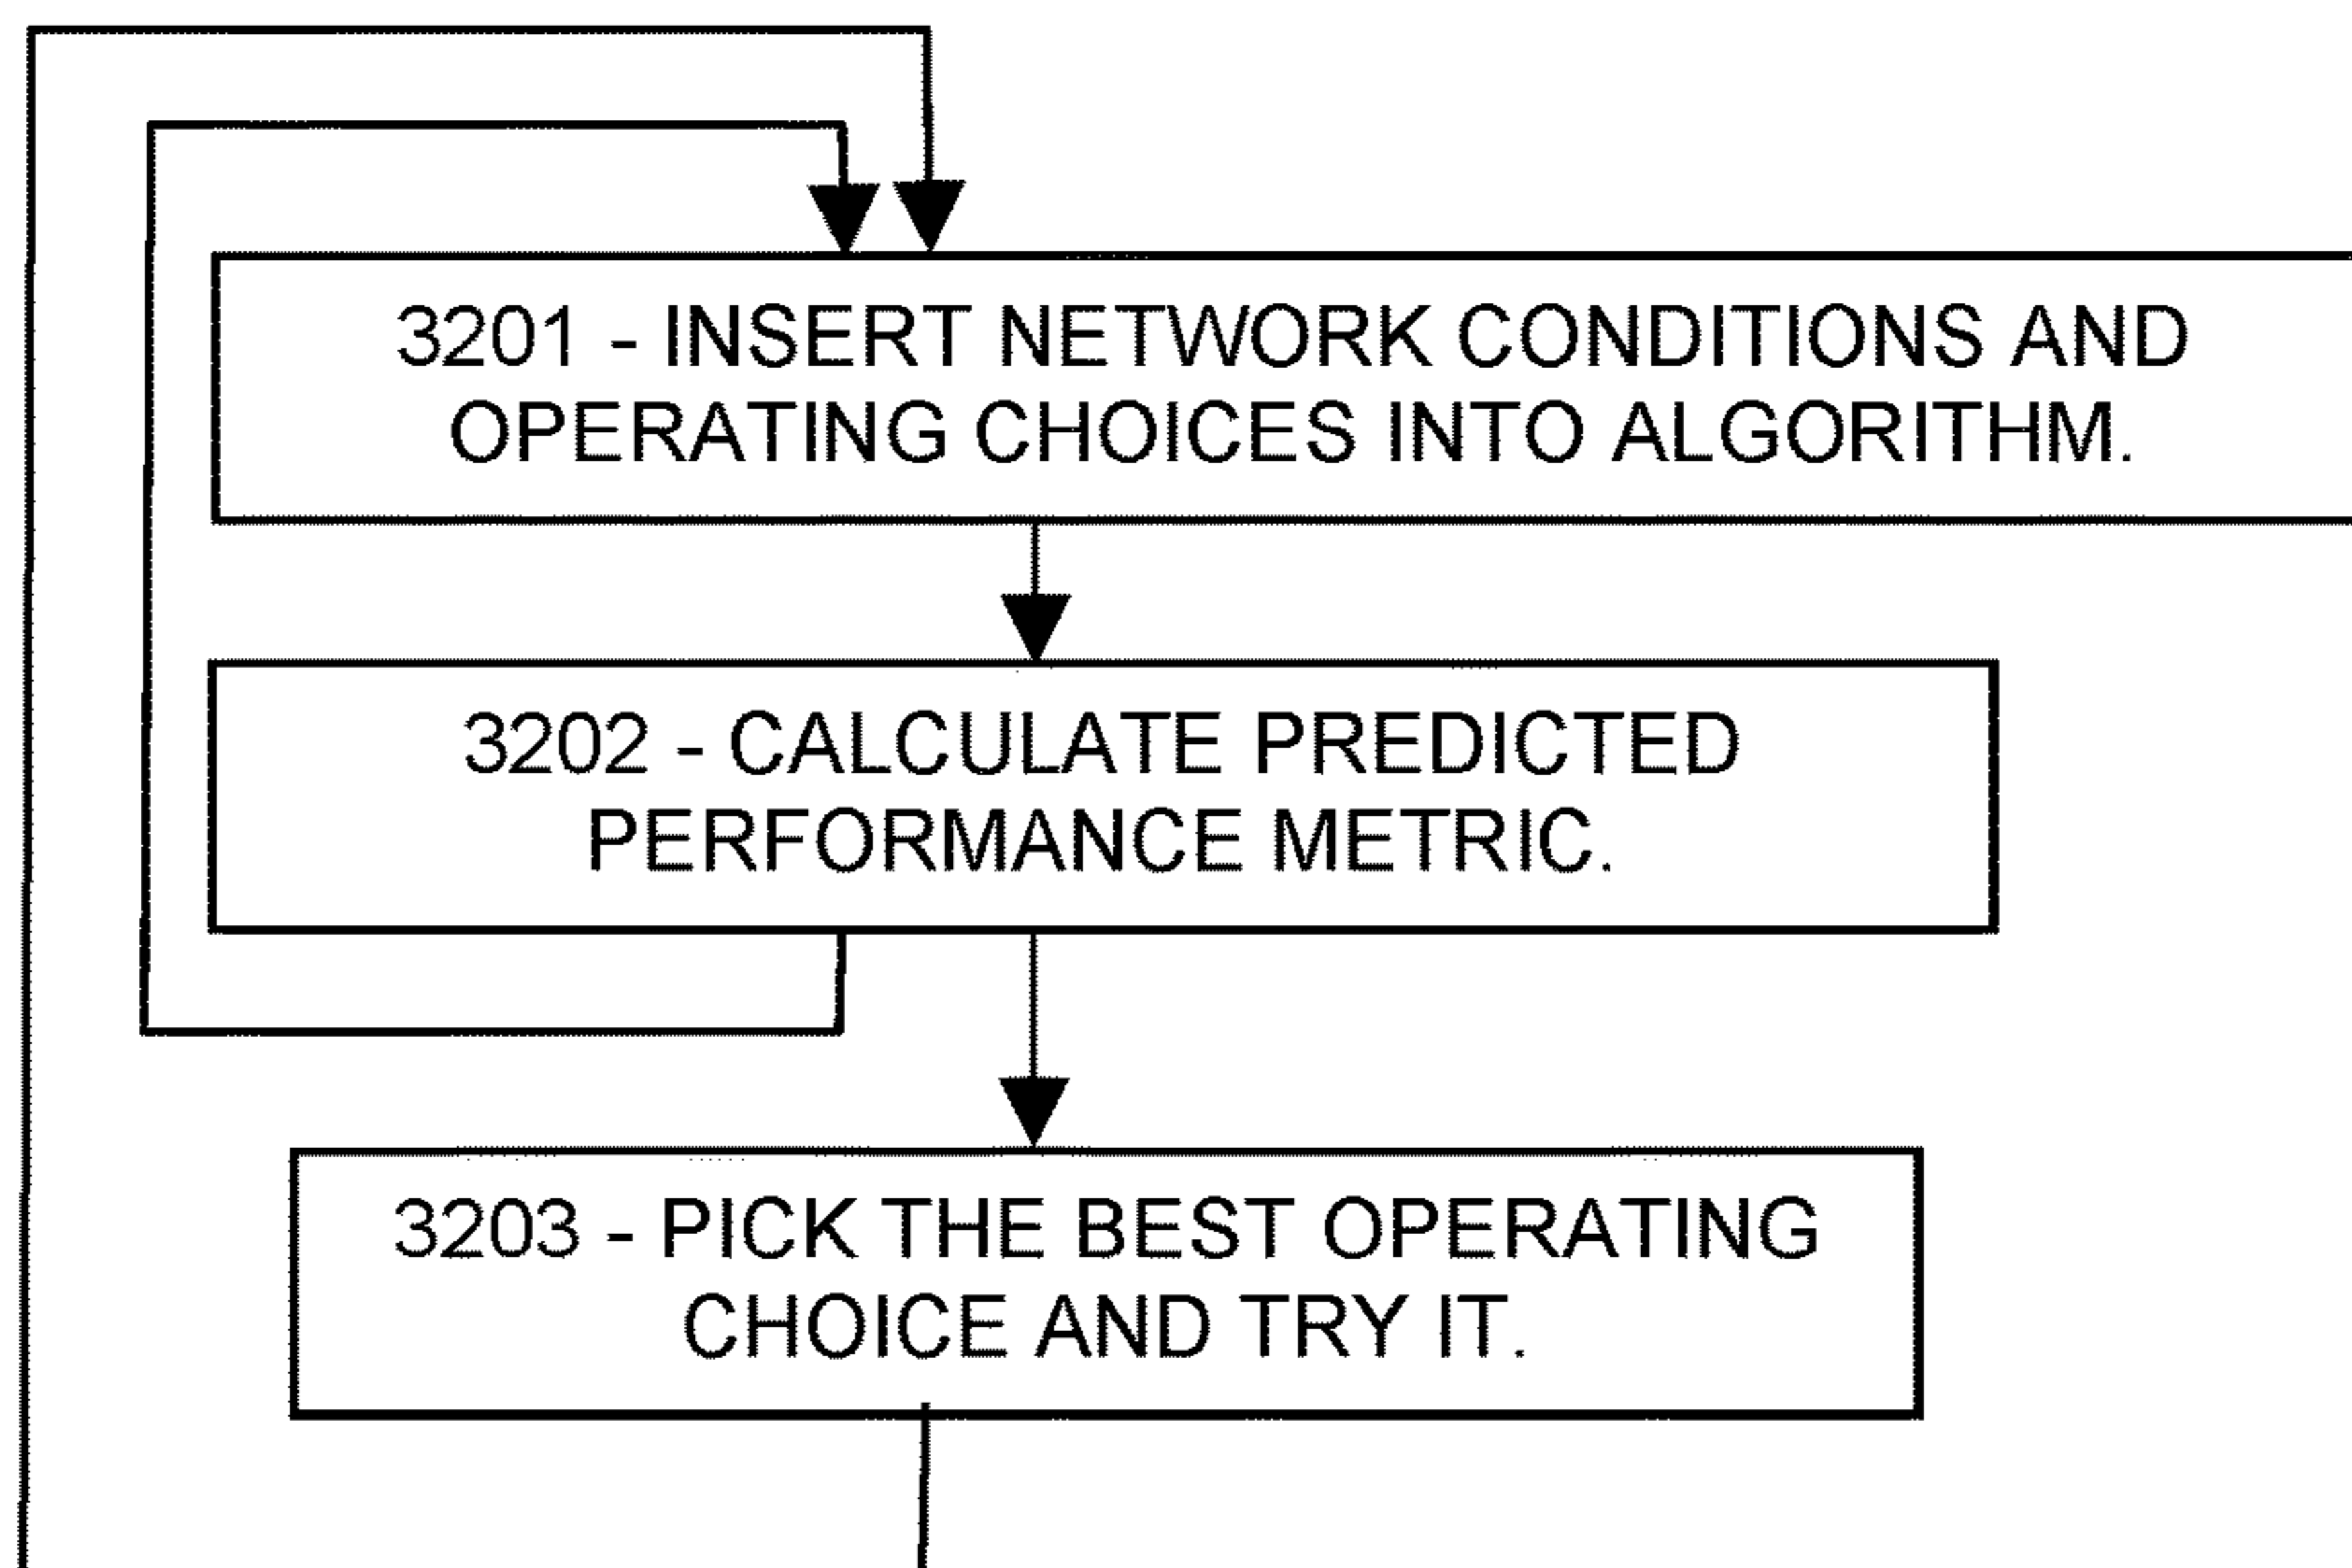 3201 - INSERT NETWORK CONDITIONS AND
OPERATING CHOICES INTO ALGORITHM.
3202 - CALCULATE PREDICTED
PERFORMANCE METRIC.
3203 - PICK THE BEST OPERATING
CHOICE AND TRY IT.